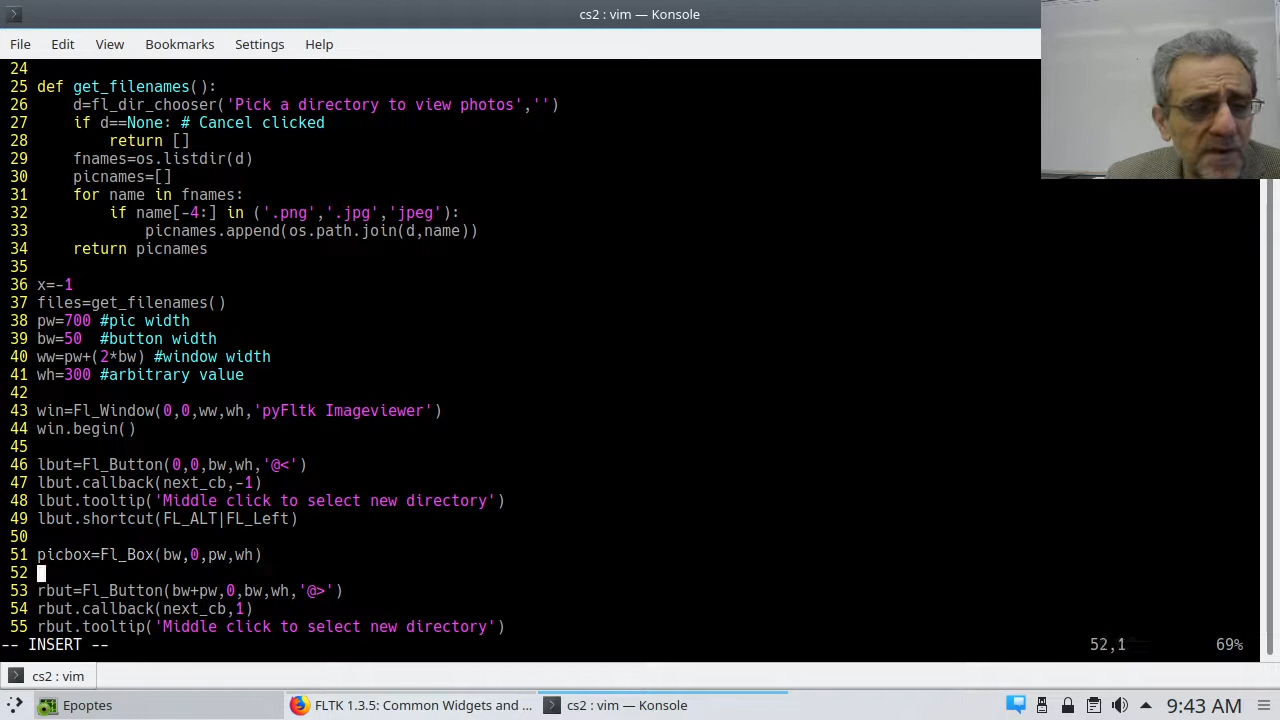 cs2 : vim — Konsole
File Edit View Bookmarks Settings Help
24
25 def get_filenames():
26     d=fl_dir_chooser('Pick a directory to view photos','')
27     if d==None: # Cancel clicked
28         return []
29     fnames=os.listdir(d)
30     picnames=[]
31     for name in fnames:
32         if name[-4:] in ('.png','.jpg','jpeg'):
33             picnames.append(os.path.join(d,name))
34     return picnames
35
36 x=-1
37 files=get_filenames()
38 pw=700 #pic width
39 bw=50  #button width
40 ww=pw+(2*bw) #window width
41 wh=300 #arbitrary value
42
43 win=Fl_Window(0,0,ww,wh,'pyFltk Imageviewer')
44 win.begin()
45
46 lbut=Fl_Button(0,0,bw,wh,'@<')
47 lbut.callback(next_cb,-1)
48 lbut.tooltip('Middle click to select new directory')
49 lbut.shortcut(FL_ALT|FL_Left)
50
51 picbox=Fl_Box(bw,0,pw,wh)
52
53 rbut=Fl_Button(bw+pw,0,bw,wh,'@>')
54 rbut.callback(next_cb,1)
55 rbut.tooltip('Middle click to select new directory')
-- INSERT -- 52,1 69%
cs2 : vim
Epoptes FLTK 1.3.5: Common Widgets and ... cs2 : vim — Konsole 9:43 AM